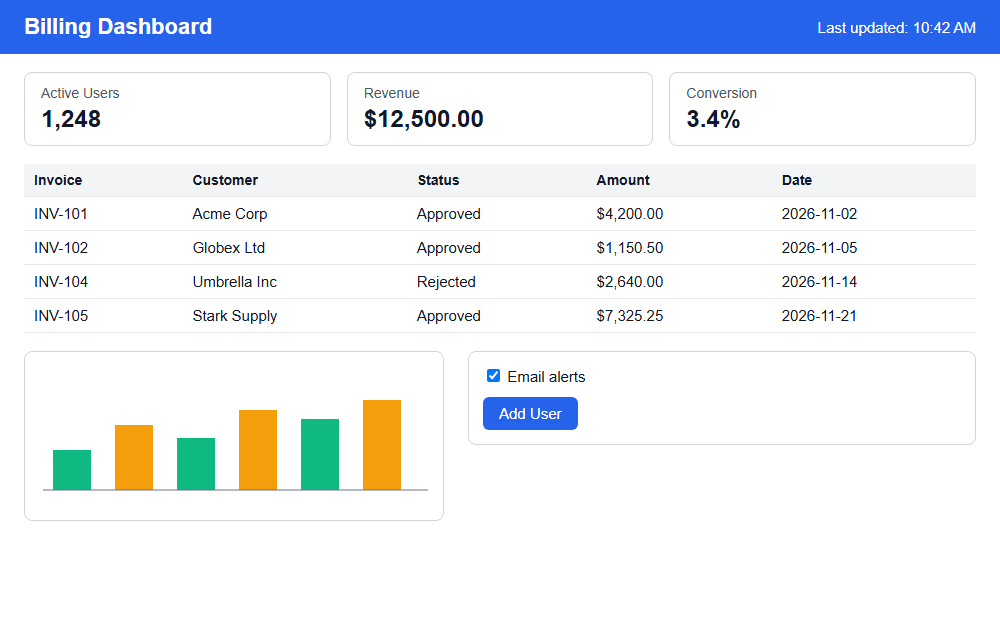 Billing Dashboard Last updated: 10:42 AM
Active Users Revenue Conversion
1,248 $12,500.00 3.4%
Invoice Customer Status Amount Date
INV-101 Acme Corp Approved $4,200.00 2026-11-02
INV-102 Globex Ltd Approved $1,150.50 2026-11-05
INV-104 Umbrella Inc Rejected $2,640.00 2026-11-14
INV-105 Stark Supply Approved $7,325.25 2026-11-21
Email alerts
Add User